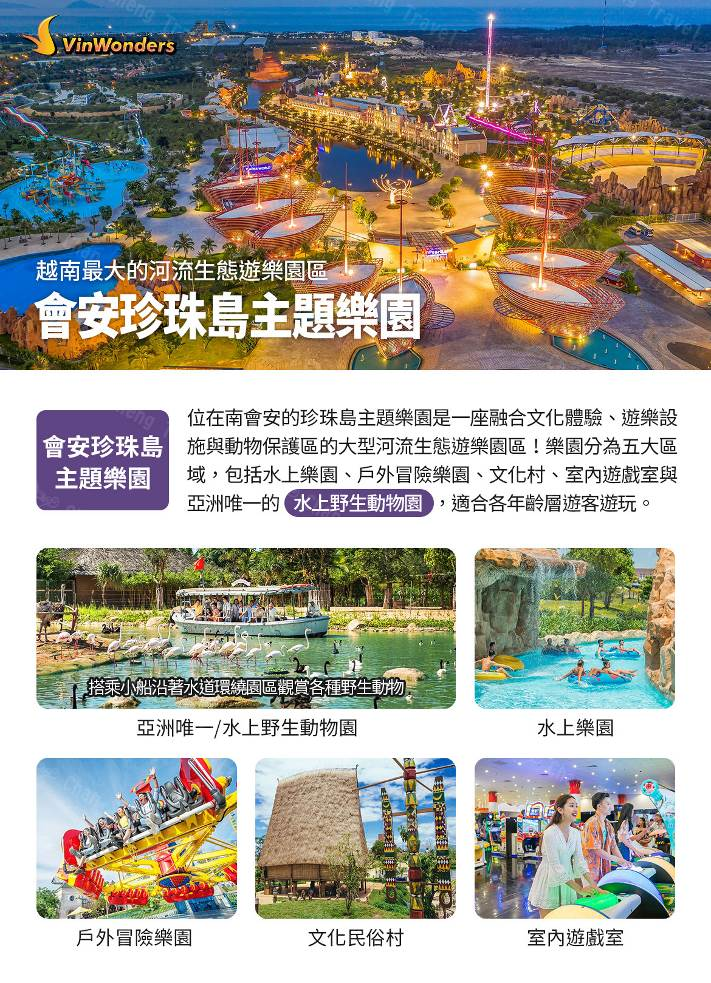 VinWonders
越南最大的河流生態遊樂園區
會安珍珠島主題樂園
會安珍珠島
主題樂園
位在南會安的珍珠島主題樂園是一座融合文化體驗、遊樂設
施與動物保護區的大型河流生態遊樂園區！樂園分為五大區
域，包括水上樂園、戶外冒險樂園、文化村、室內遊戲室與
亞洲唯一的 水上野生動物園，適合各年齡層遊客遊玩。
搭乘小船沿著水道環繞園區觀賞各種野生動物
亞洲唯一/水上野生動物園
水上樂園
戶外冒險樂園
文化民俗村
室內遊戲室